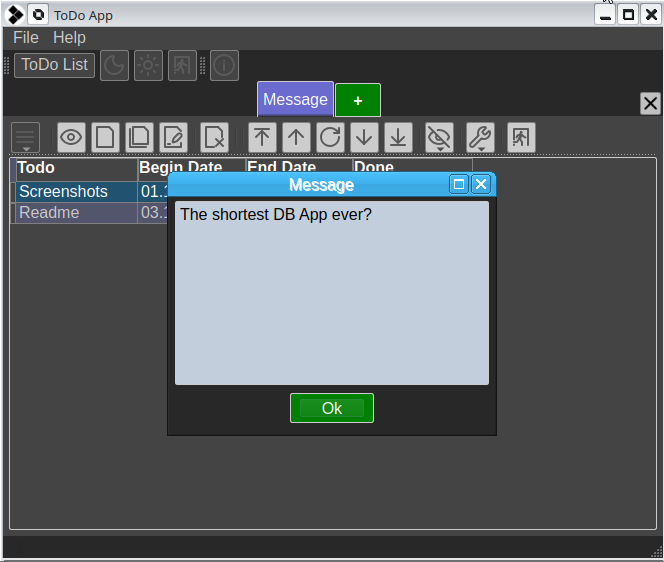 ToDo App
File Help
ToDo List
Message +
Todo Begin Date End Date Done
Screenshots 01.1
Readme 03.1
Message
The shortest DB App ever?
Ok